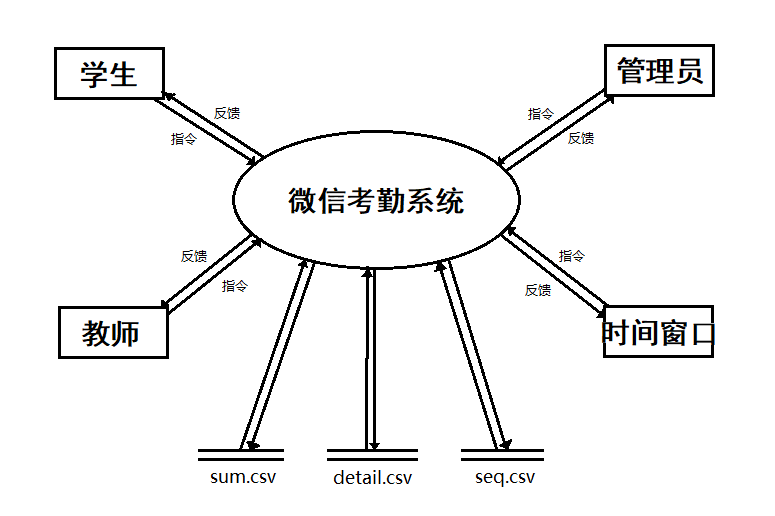 学生
管理员
反馈
指令
指令
反馈
微信考勤系统
反馈
指令
指令
反馈
教师
时间窗口
sum.csv
detail.csv
seq.csv